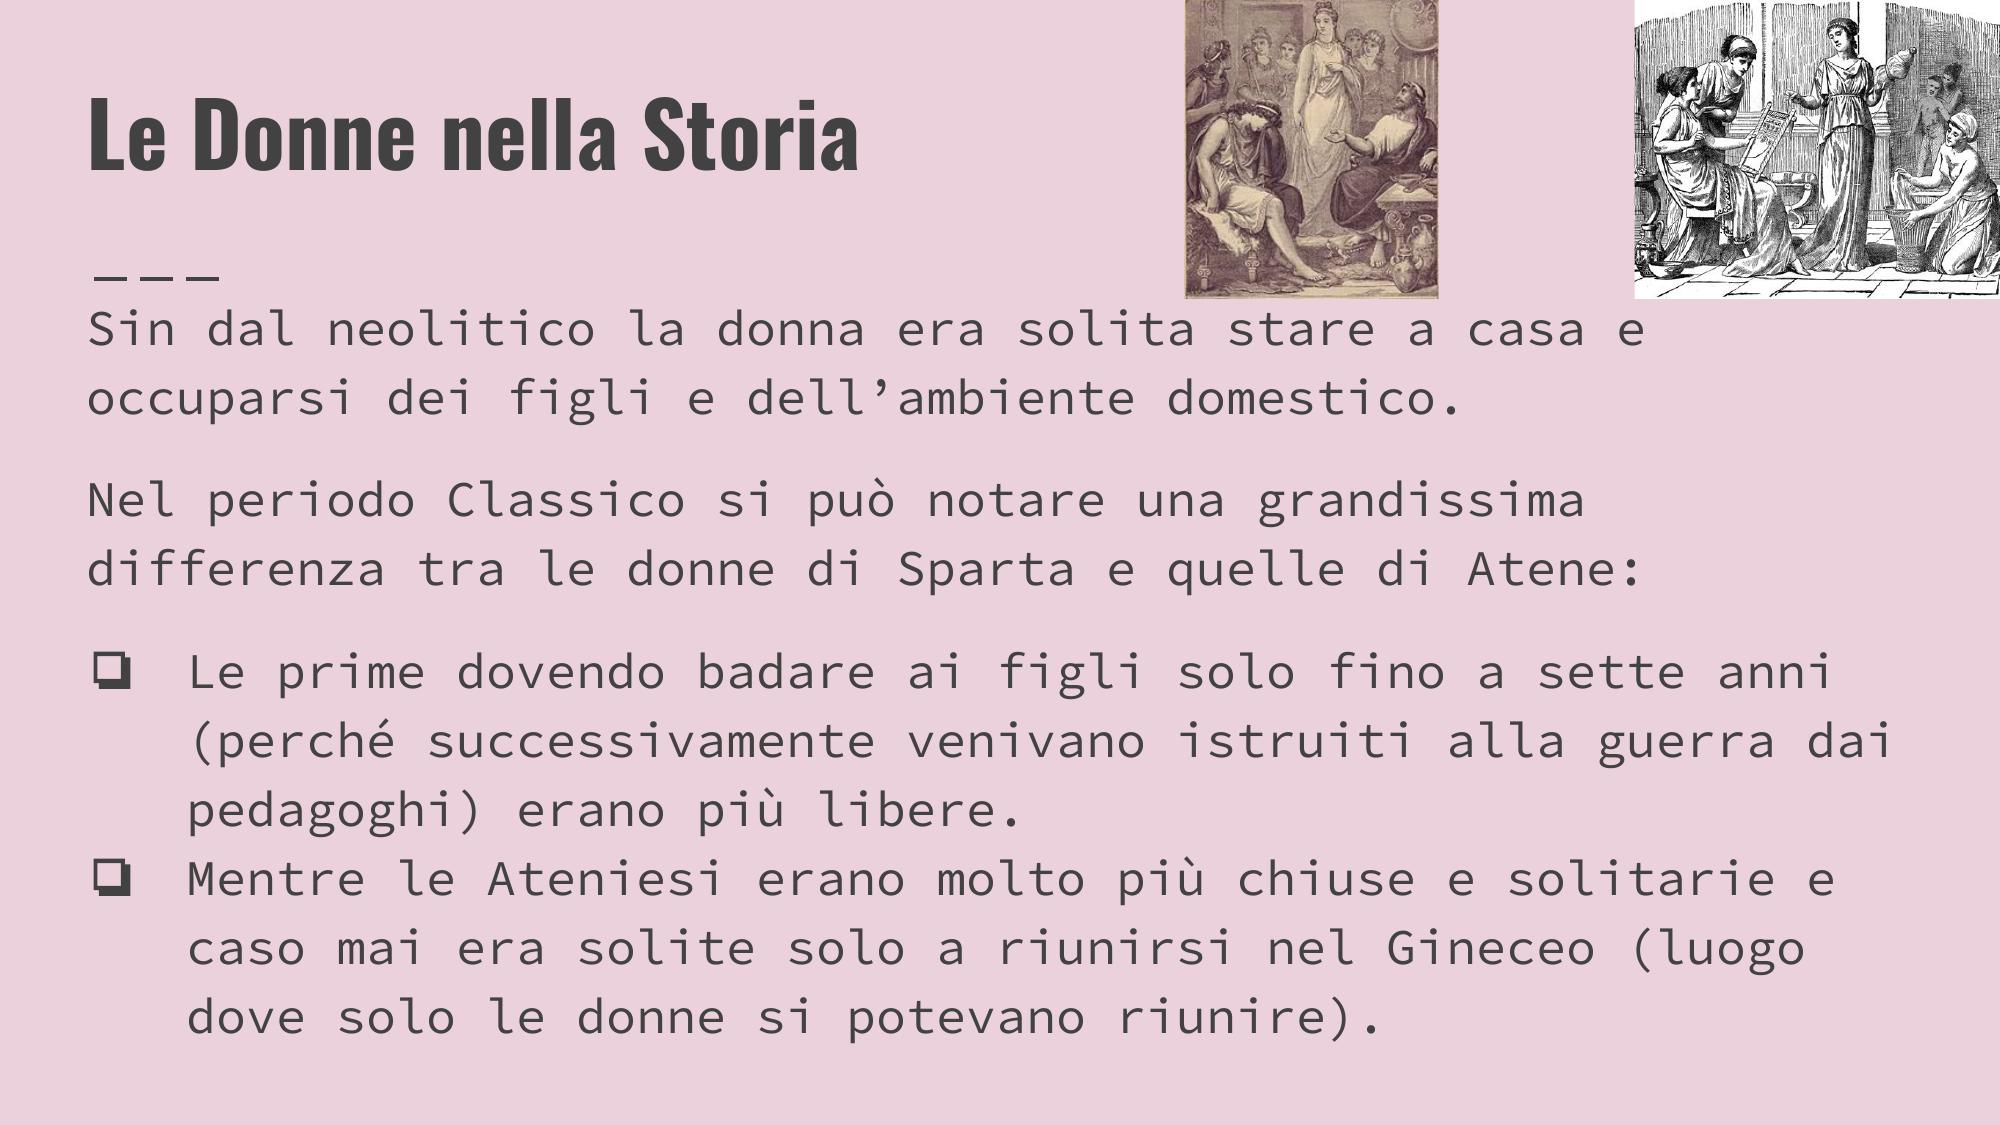 Le Donne nella Storia
Sin dal neolitico la donna era solita stare a casa e
occuparsi dei figli e dell’ambiente domestico.
Nel periodo Classico si può notare una grandissima
differenza tra le donne di Sparta e quelle di Atene:
❏ Le prime dovendo badare ai figli solo fino a sette anni
(perché successivamente venivano istruiti alla guerra dai
pedagoghi) erano più libere.
❏ Mentre le Ateniesi erano molto più chiuse e solitarie e
caso mai era solite solo a riunirsi nel Gineceo (luogo
dove solo le donne si potevano riunire).